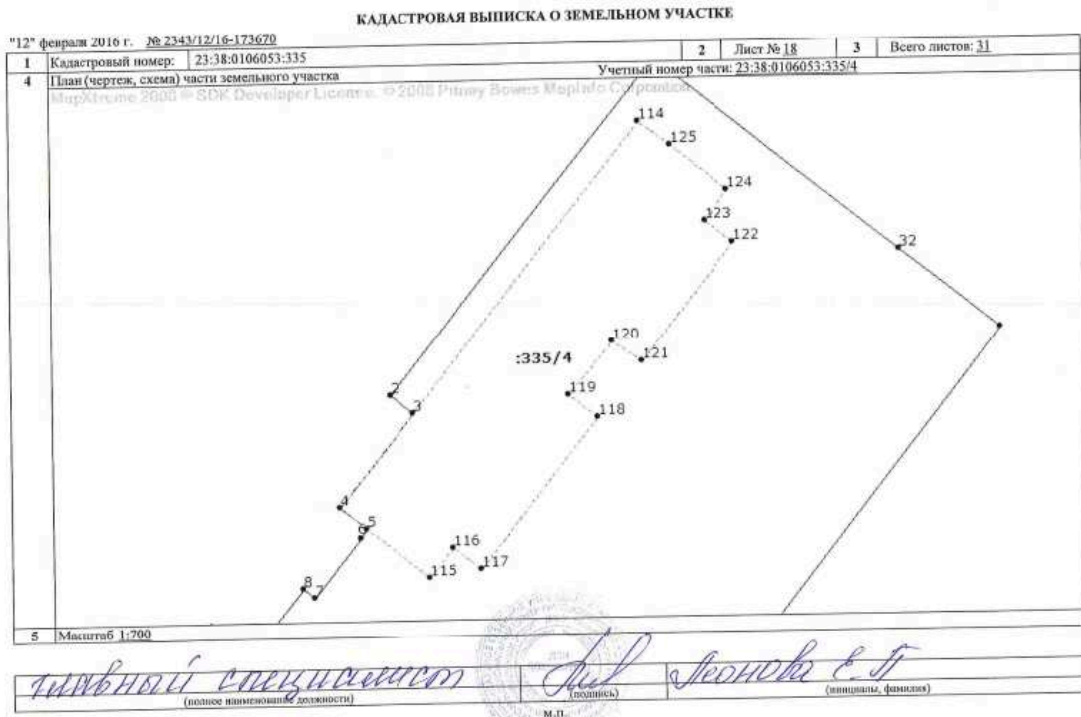 КАДАСТРОВАЯ ВЫПИСКА О ЗЕМЕЛЬНОМ УЧАСТКЕ
"12" февраля 2016 г. № 2343/12/16-173670
1 Кадастровый номер: 23:38:0106053:335 2 Лист № 18 3 Всего листов: 31
4 План (чертеж, схема) части земельного участка Учетный номер части: 23:38:0106053:335/4
MapXtreme 2008 ® SDK Developer License. © 2008 Pitney Bowes MapInfo Corporation
114
125
124
123
122
32
120
:335/4 121
2 119
3 118
4
5
6
116
117
115
8
7
5 Масштаб 1:700
главный специалист Леонова Е.П
(полное наименование должности) (подпись) (инициалы, фамилия)
М.П.